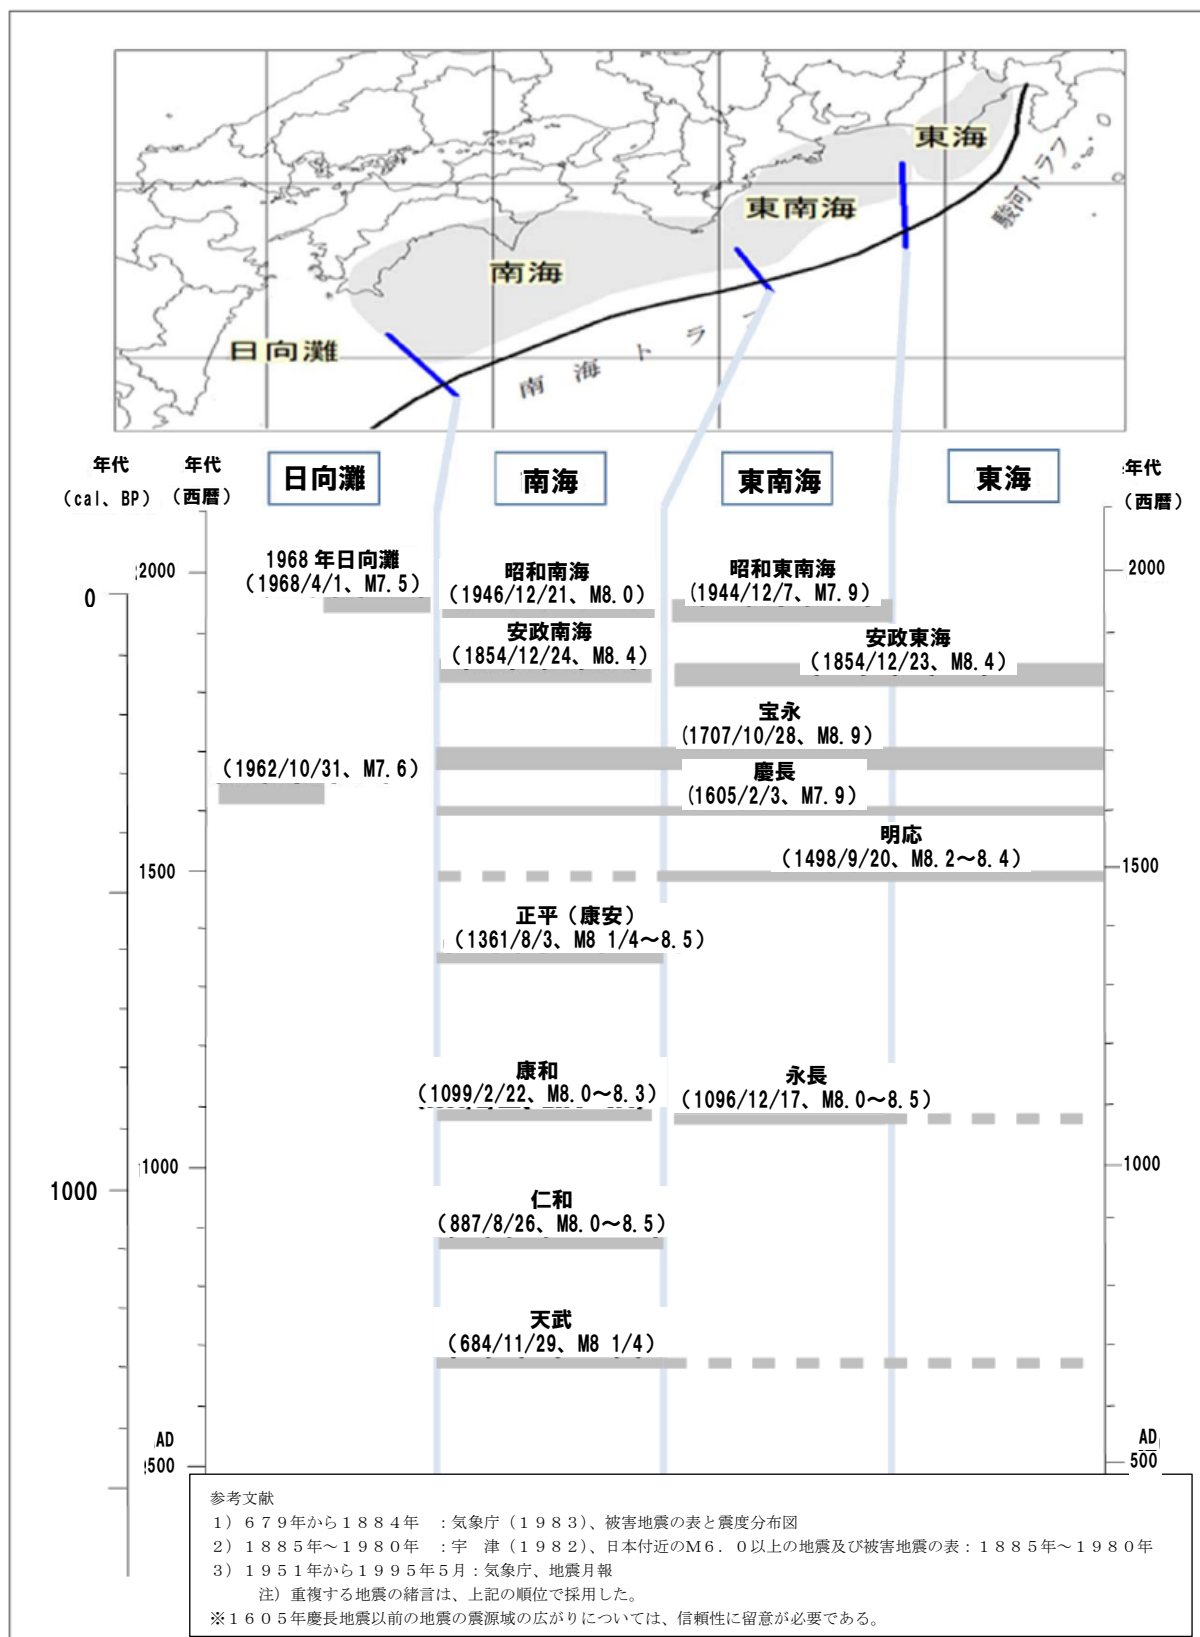 東海
東南海
南海
日向灘
駿河トラフ
南海トラフ
年代
(cal、BP)
年代
(西暦)
日向灘
南海
東南海
東海
年代
(西暦)
2000
2000
0
1968 年日向灘
(1968/4/1、M7.5)
昭和南海
(1946/12/21、M8.0)
昭和東南海
(1944/12/7、M7.9)
安政南海
(1854/12/24、M8.4)
安政東海
(1854/12/23、M8.4)
宝永
(1707/10/28、M8.9)
(1962/10/31、M7.6)
慶長
(1605/2/3、M7.9)
明応
(1498/9/20、M8.2～8.4)
1500
1500
正平（康安）
(1361/8/3、M8 1/4～8.5)
康和
(1099/2/22、M8.0～8.3)
永長
(1096/12/17、M8.0～8.5)
1000
1000
1000
仁和
(887/8/26、M8.0～8.5)
天武
(684/11/29、M8 1/4)
AD
500
AD
500
参考文献
１）６７９年から１８８４年　：気象庁（１９８３）、被害地震の表と震度分布図
２）１８８５年～１９８０年　：宇　津（１９８２）、日本付近のＭ６．０以上の地震及び被害地震の表：１８８５年～１９８０年
３）１９５１年から１９９５年５月：気象庁、地震月報
注）重複する地震の緒言は、上記の順位で採用した。
※１６０５年慶長地震以前の地震の震源域の広がりについては、信頼性に留意が必要である。